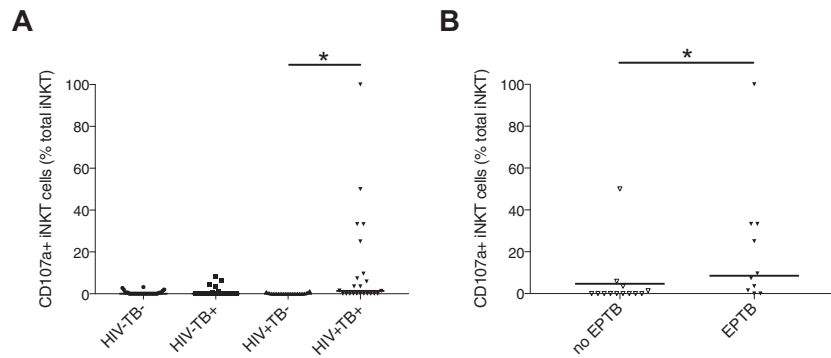 A
CD107a+ iNKT cells (% total iNKT)
100
80
60
40
20
0
*
HIV-TB-
HIV-TB+
HIV+TB-
HIV+TB+
B
CD107a+ iNKT cells (% total iNKT)
100
80
60
40
20
0
*
no EPTB
EPTB